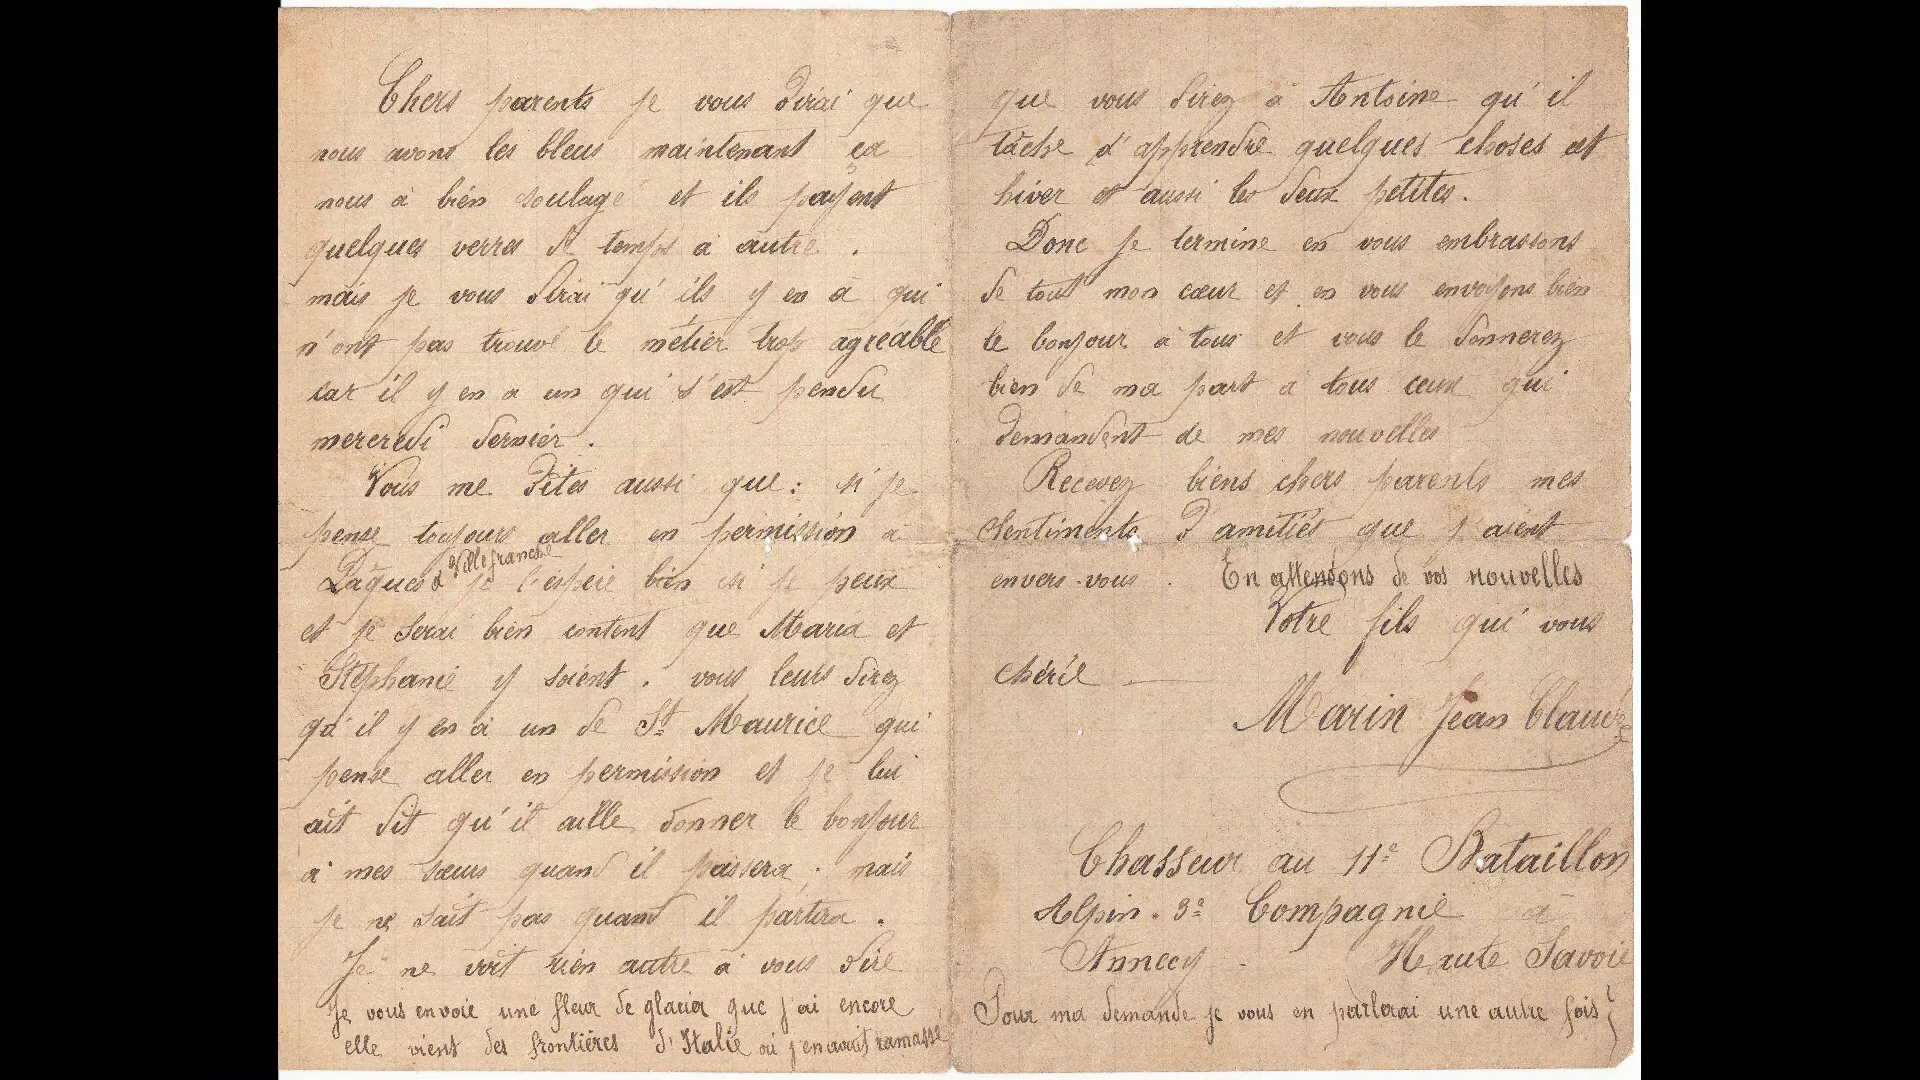 Chers parents je vous dirai que
nous avons les bleus maintenant ça
nous à bien soulagé et ils payent
quelques verres de temps à autre .
mais je vous dirai qu'ils y en à qui
n'ont pas trouvé le métier trop agréable
car il y en a un qui s'est pendu
mercredi dernier .
Vous me dites aussi que : si je
pense toujours aller en permission à
Pâques à Villefranche je l'espère bien si je peux
et je serai bien content que Maria et
Stéphanie y soient . vous leurs direz
qu'il y en à un de St Maurice qui
pense aller en permission et je lui
ait dit qu'il aille donner le bonjour
à mes sœurs quand il passera . mais
je ne sait pas quant il partira .
Je ne voit rien autre à vous dire
Je vous envoie une fleur de glacier que j'ai encore
elle vient des frontières d'Italie où j'en avait ramassé
que vous direz à Antoine qu'il
tâche d'apprendre quelques choses cet
hiver et aussi les deux petites .
Donc je termine en vous embrassons
de tout mon cœur et en vous envoyons bien
le bonjour à tous et vous le donnerez
bien de ma part à tous ceux qui
demandent de mes nouvelles
Recevez biens chers parents mes
sentiments d'amitiés que j'aient
envers-vous . En attendons de vos nouvelles
Votre fils qui vous
chérie
Marin Jean Claude
Chasseur au 11e Bataillon
Alpin . 3e Compagnie à
Annecy . Haute Savoie
Pour ma demande je vous en parlerai une autre fois